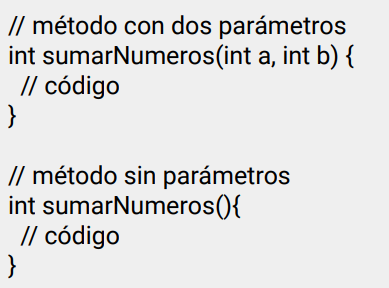 // método con dos parámetros
int sumarNumeros(int a, int b) {
// código
}
// método sin parámetros
int sumarNumeros(){
// código
}